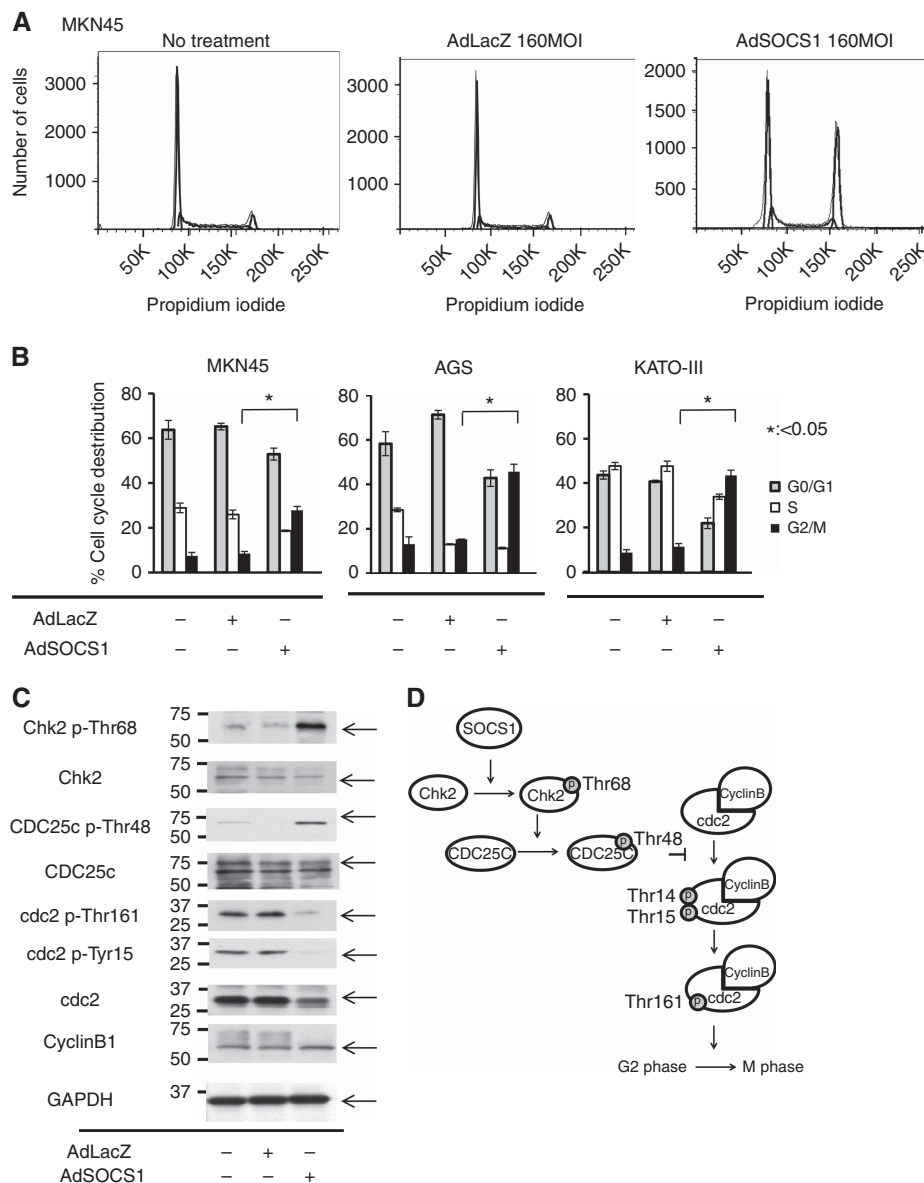 A
MKN45
No treatment
AdLacZ 160MOI
AdSOCS1 160MOI
Number of cells
3000
2000
1000
3000
2000
1000
2000
1500
1000
500
50K 100K 150K 200K 250K
50K 100K 150K 200K 250K
50K 100K 150K 200K 250K
Propidium iodide
Propidium iodide
Propidium iodide
B
MKN45
AGS
KATO-III
% Cell cycle destribution
80
60
40
20
0
80
60
40
20
0
80
60
40
20
0
*
*
*
*:<0.05
G0/G1
S
G2/M
AdLacZ – + – – + – – + –
AdSOCS1 – – + – – + – – +
C
Chk2 p-Thr68
75
50
Chk2
75
50
CDC25c p-Thr48
75
50
CDC25c
75
50
cdc2 p-Thr161
37
25
cdc2 p-Tyr15
37
25
cdc2
37
25
CyclinB1
75
50
GAPDH
37
AdLacZ – + –
AdSOCS1 – – +
D
SOCS1
Chk2
Chk2
p
Thr68
CDC25C
CDC25C
p
Thr48
CyclinB
cdc2
Thr14
p
Thr15
p
CyclinB
cdc2
CyclinB
Thr161
p
cdc2
G2 phase
M phase